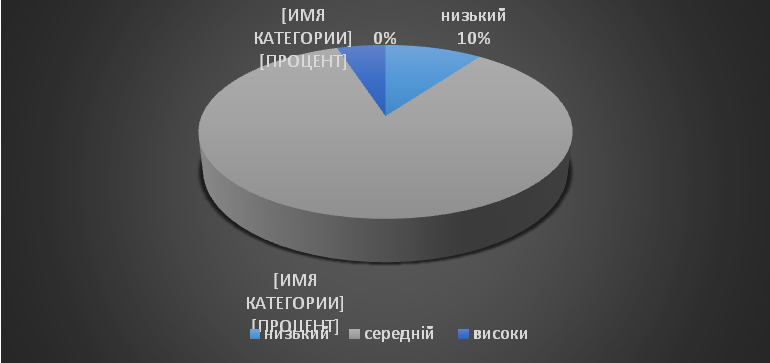 [ИМЯ
КАТЕГОРИИ]
[ПРОЦЕНТ]
0%
низький
10%
[ИМЯ
КАТЕГОРИИ]
[ПРОЦЕНТ]
низький середній високи